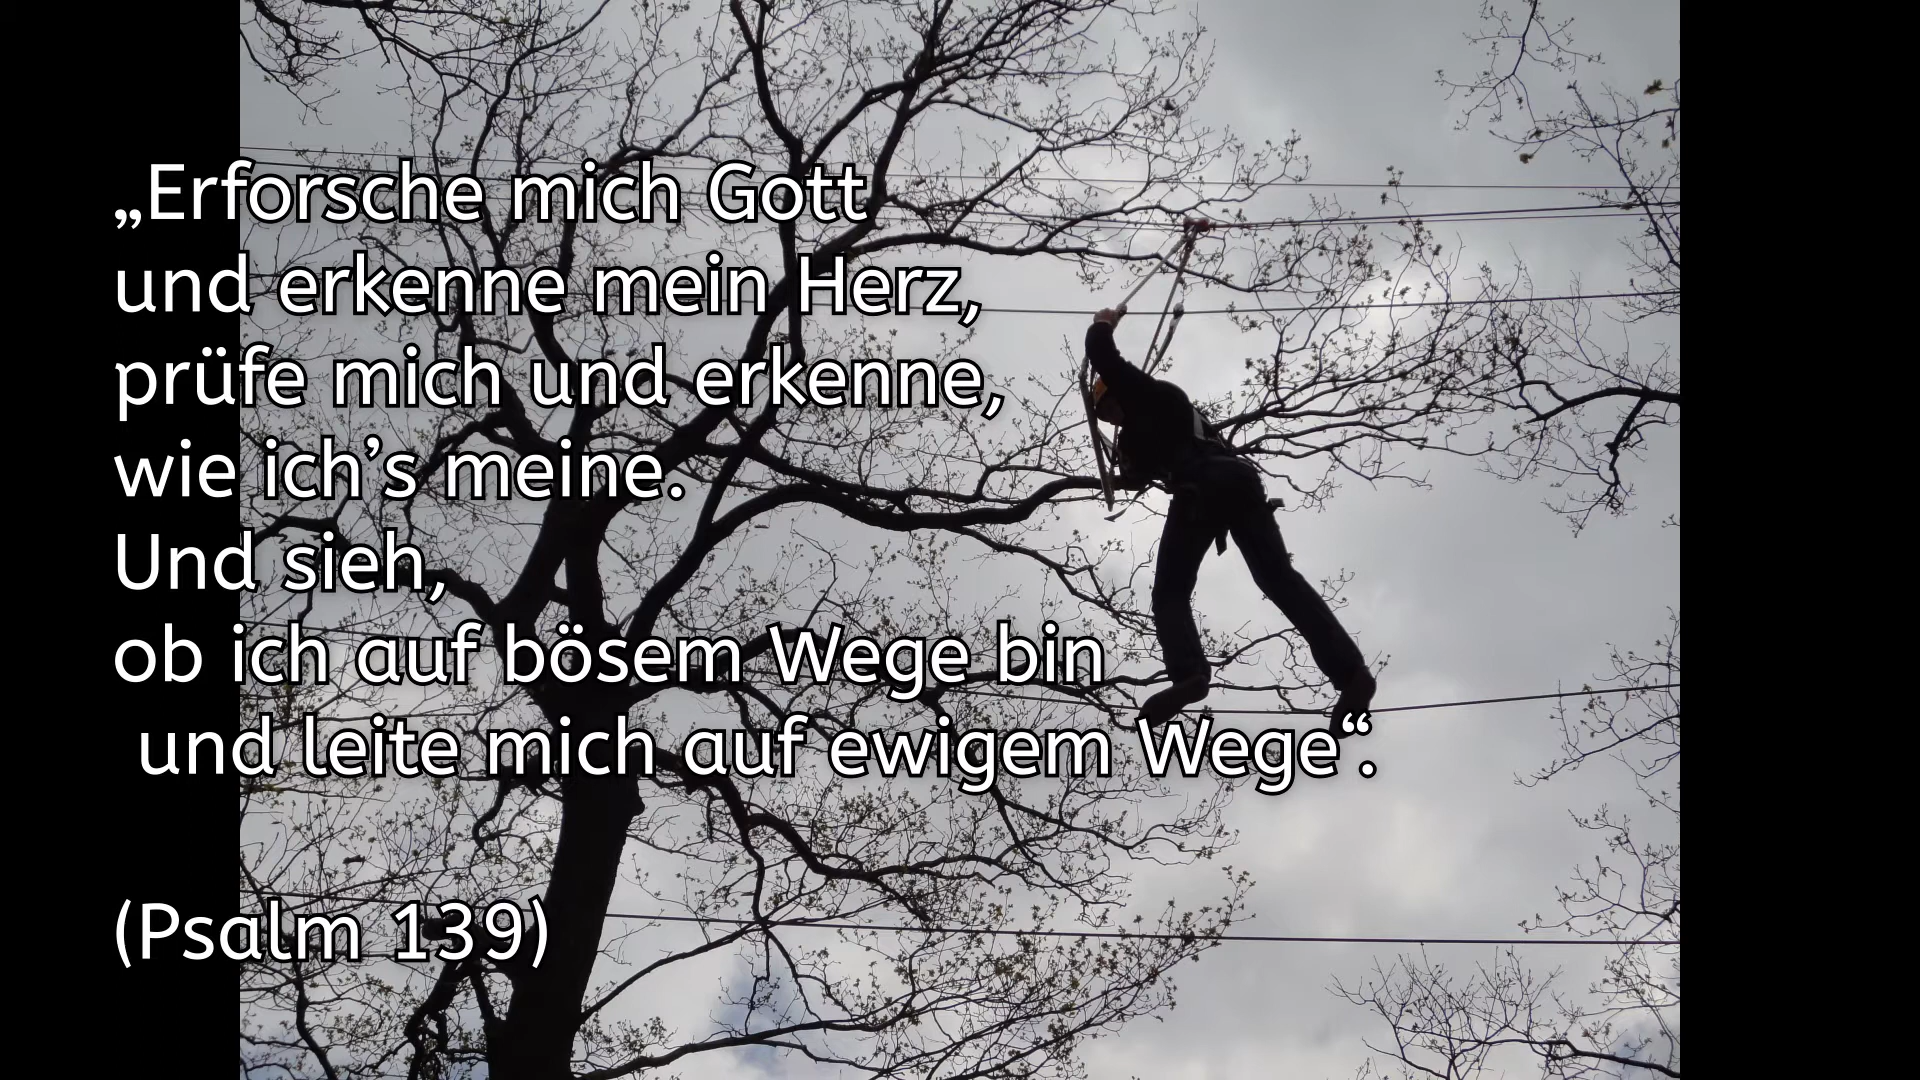 „Erforsche mich Gott
und erkenne mein Herz,
prüfe mich und erkenne,
wie ich’s meine.
Und sieh,
ob ich auf bösem Wege bin
und leite mich auf ewigem Wege“.
(Psalm 139)